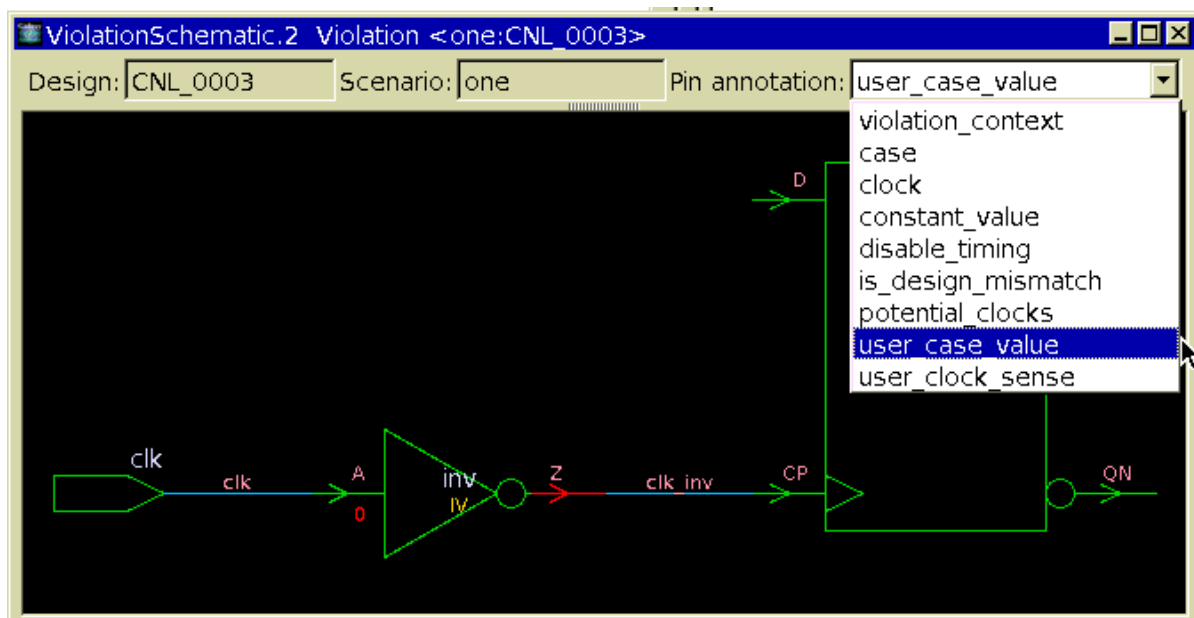 ViolationSchematic.2 Violation <one:CNL_0003>
Design: CNL_0003 Scenario: one Pin annotation: user_case_value
violation_context
case
clock
constant_value
disable_timing
is_design_mismatch
potential_clocks
user_case_value
user_clock_sense
D
clk
clk A inv Z clk_inv CP QN
0 IV